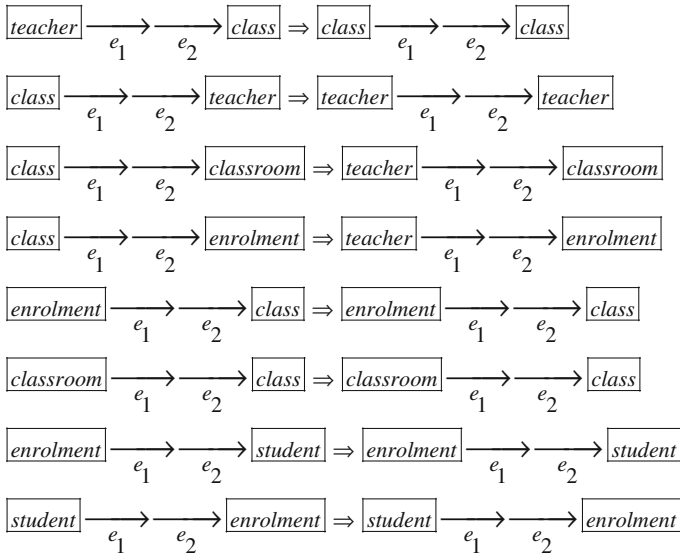 teacher e1 e2 class ⇒ class e1 e2 class
class e1 e2 teacher ⇒ teacher e1 e2 teacher
class e1 e2 classroom ⇒ teacher e1 e2 classroom
class e1 e2 enrolment ⇒ teacher e1 e2 enrolment
enrolment e1 e2 class ⇒ enrolment e1 e2 class
classroom e1 e2 class ⇒ classroom e1 e2 class
enrolment e1 e2 student ⇒ enrolment e1 e2 student
student e1 e2 enrolment ⇒ student e1 e2 enrolment